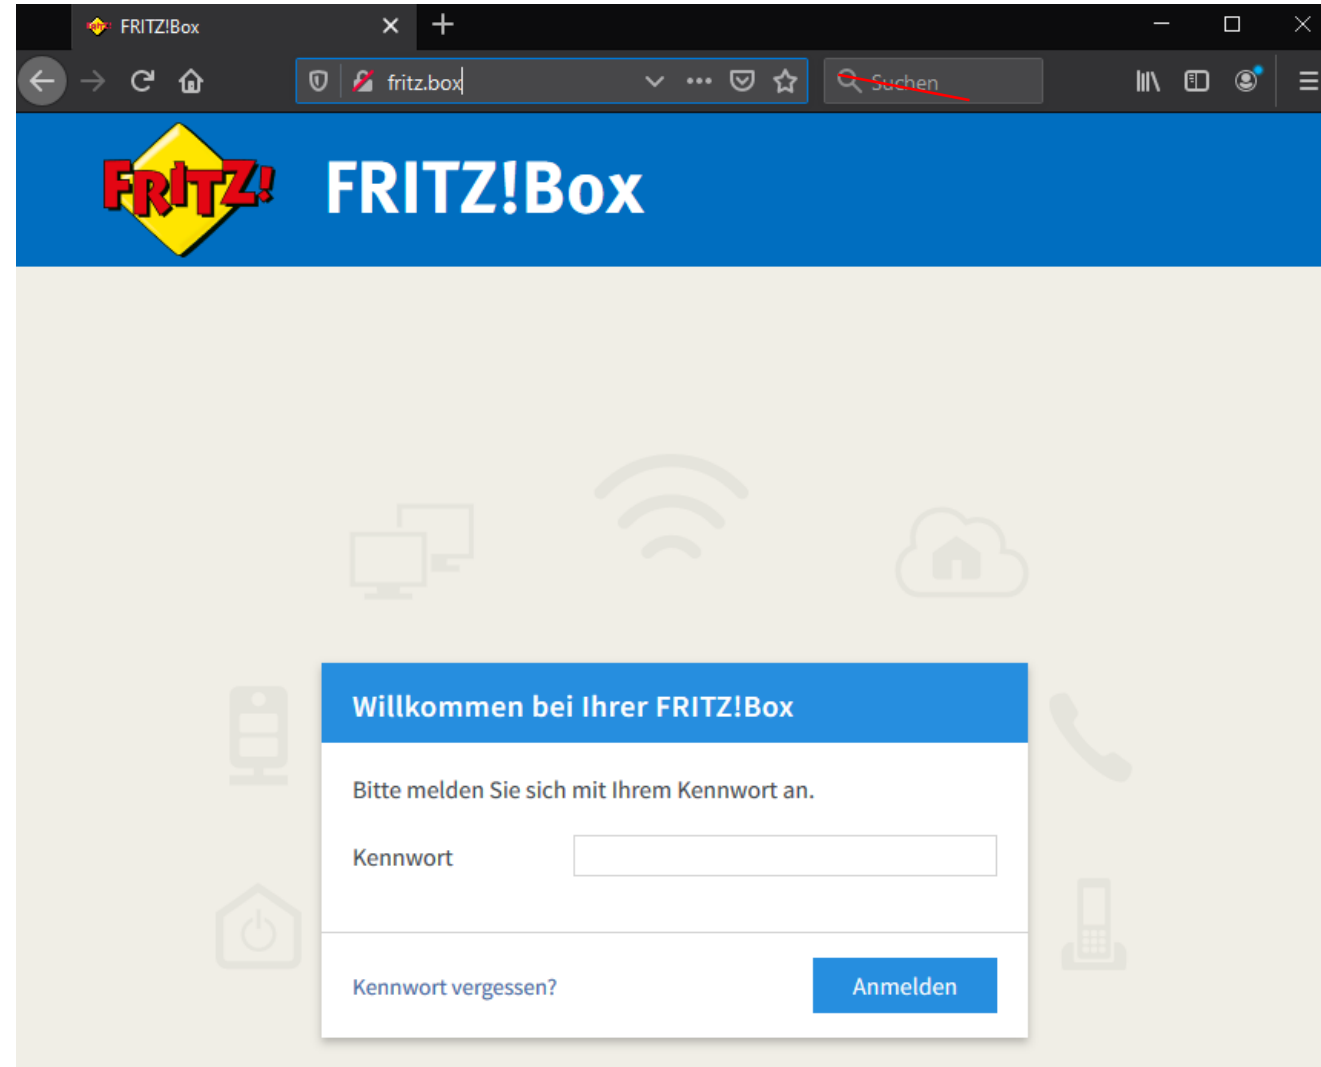 FRITZ!Box
fritz.box
Suchen
FRITZ!
FRITZ!Box
Willkommen bei Ihrer FRITZ!Box
Bitte melden Sie sich mit Ihrem Kennwort an.
Kennwort
Kennwort vergessen?
Anmelden